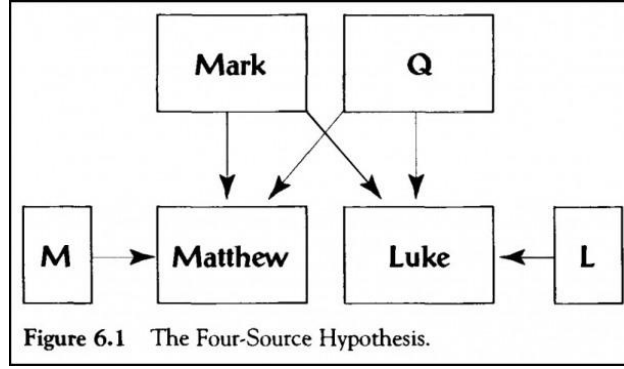 Mark Q
M Matthew Luke L
Figure 6.1 The Four-Source Hypothesis.